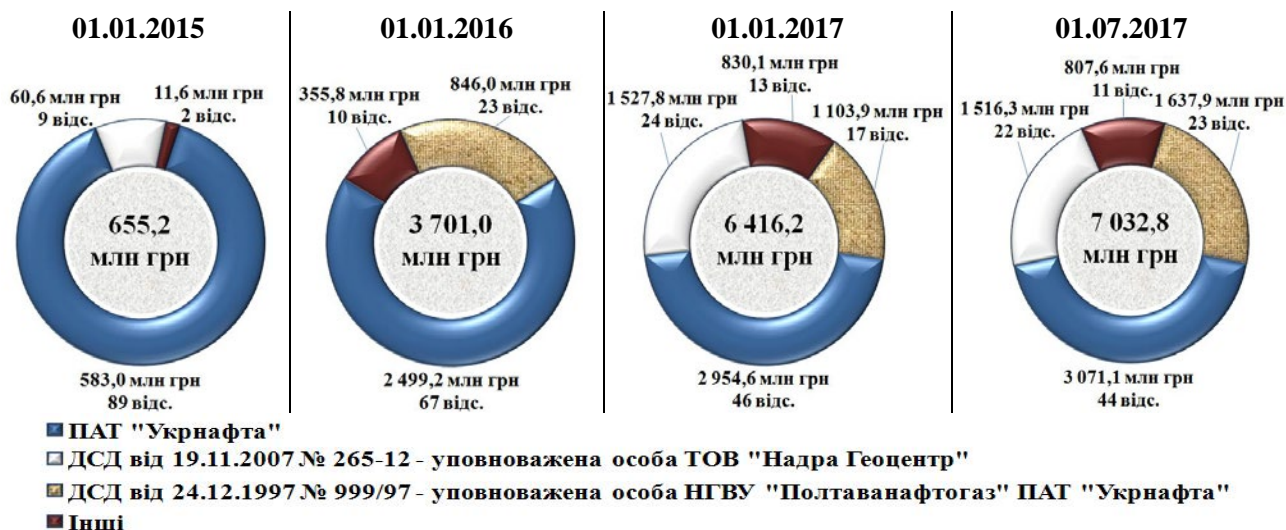 01.01.2015
60,6 млн грн
9 відс.
11,6 млн грн
2 відс.
655,2
млн грн
583,0 млн грн
89 відс.
01.01.2016
355,8 млн грн
10 відс.
846,0 млн грн
23 відс.
3 701,0
млн грн
2 499,2 млн грн
67 відс.
01.01.2017
830,1 млн грн
13 відс.
1 527,8 млн грн
24 відс.
1 103,9 млн грн
17 відс.
6 416,2
млн грн
2 954,6 млн грн
46 відс.
01.07.2017
807,6 млн грн
11 відс.
1 516,3 млн грн
22 відс.
1 637,9 млн грн
23 відс.
7 032,8
млн грн
3 071,1 млн грн
44 відс.
ПАТ "Укрнафта"
ДСД від 19.11.2007 № 265-12 - уповноважена особа ТОВ "Надра Геоцентр"
ДСД від 24.12.1997 № 999/97 - уповноважена особа НГВУ "Полтаванафтогаз" ПАТ "Укрнафта"
Інші